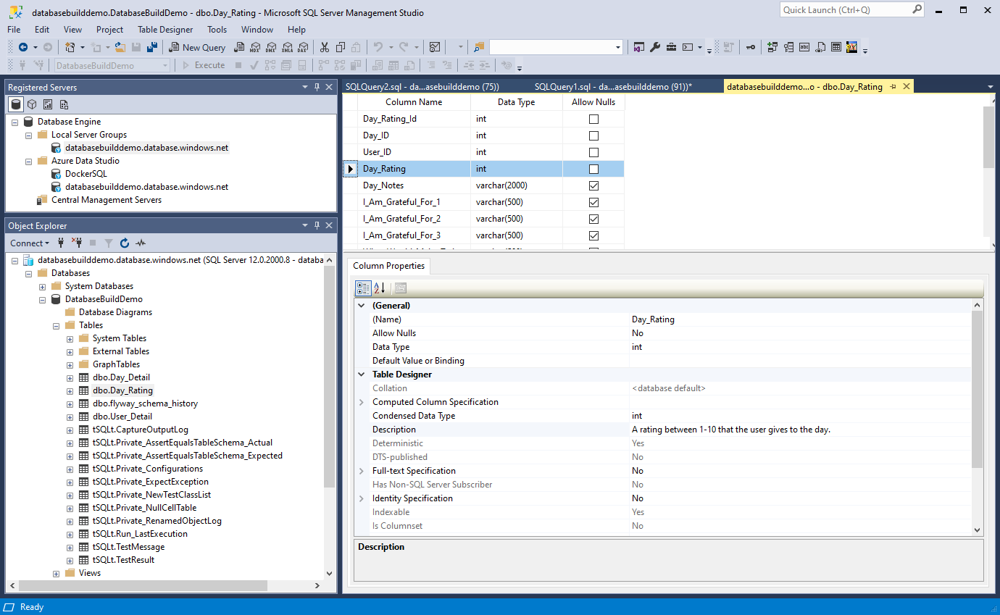 databasebuilddemo.DatabaseBuildDemo - dbo.Day_Rating - Microsoft SQL Server Management Studio
Quick Launch (Ctrl+Q)
File Edit View Project Table Designer Tools Window Help
New Query MDX DMX XMLA DAX
DatabaseBuildDemo Execute
Registered Servers
Database Engine
Local Server Groups
databasebuilddemo.database.windows.net
Azure Data Studio
DockerSQL
databasebuilddemo.database.windows.net
Central Management Servers
Object Explorer
Connect
databasebuilddemo.database.windows.net (SQL Server 12.0.2000.8 - databa
Databases
System Databases
DatabaseBuildDemo
Database Diagrams
Tables
System Tables
External Tables
GraphTables
dbo.Day_Detail
dbo.Day_Rating
dbo.flyway_schema_history
dbo.User_Detail
tSQLt.CaptureOutputLog
tSQLt.Private_AssertEqualsTableSchema_Actual
tSQLt.Private_AssertEqualsTableSchema_Expected
tSQLt.Private_Configurations
tSQLt.Private_ExpectException
tSQLt.Private_NewTestClassList
tSQLt.Private_NullCellTable
tSQLt.Private_RenamedObjectLog
tSQLt.Run_LastExecution
tSQLt.TestMessage
tSQLt.TestResult
Views
SQLQuery2.sql - da...asebuilddemo (75)) SQLQuery1.sql - da...asebuilddemo (91))* databasebuilddemo...o - dbo.Day_Rating
Column Name Data Type Allow Nulls
Day_Rating_Id int
Day_ID int
User_ID int
Day_Rating int
Day_Notes varchar(2000)
I_Am_Grateful_For_1 varchar(500)
I_Am_Grateful_For_2 varchar(500)
I_Am_Grateful_For_3 varchar(500)
Column Properties
(General)
(Name) Day_Rating
Allow Nulls No
Data Type int
Default Value or Binding
Table Designer
Collation <database default>
Computed Column Specification
Condensed Data Type int
Description A rating between 1-10 that the user gives to the day.
Deterministic Yes
DTS-published No
Full-text Specification No
Has Non-SQL Server Subscriber No
Identity Specification No
Indexable Yes
Is Columnset No
Description
Ready